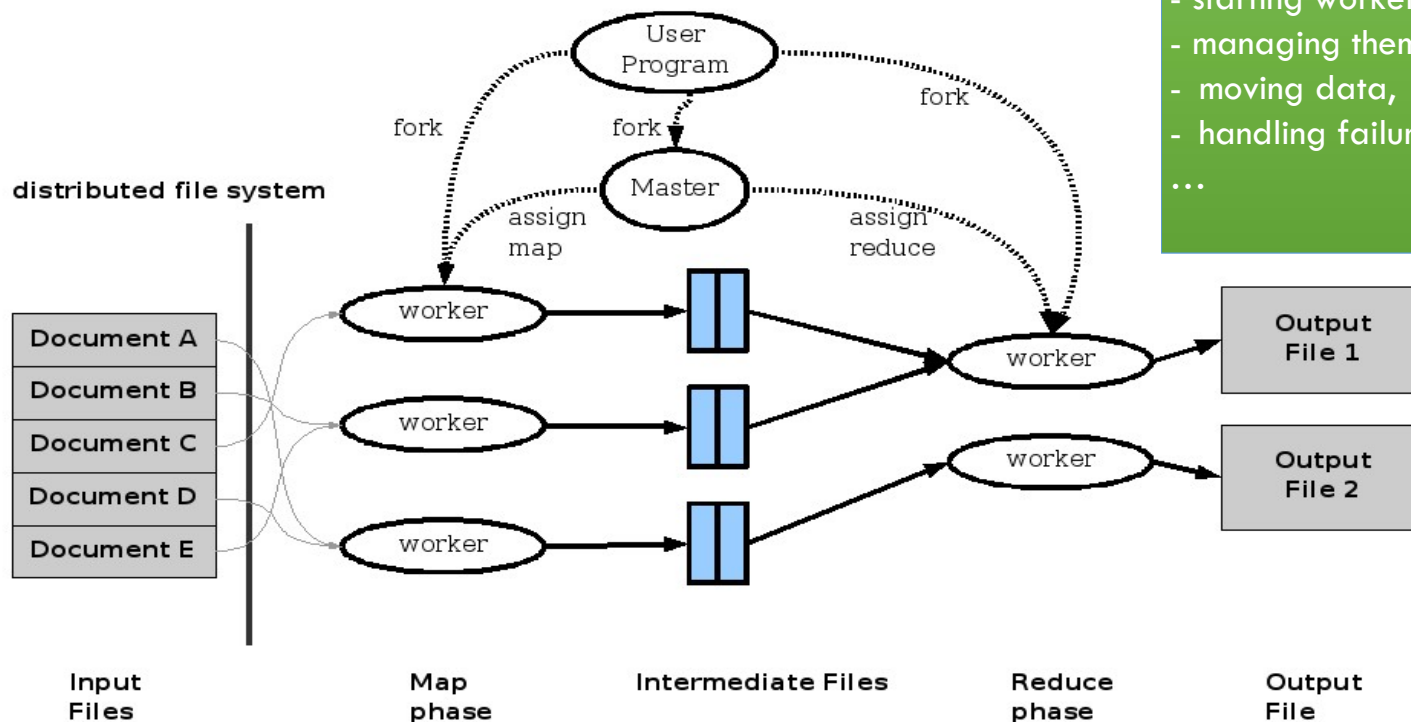 - starting
- managing
- moving data,
- handling
...
User
Program
fork
fork
fork
distributed file system
Master
assign
map
assign
reduce
worker
worker
worker
worker
worker
Document A
Document B
Document C
Document D
Document E
Output
File 1
Output
File 2
Input
Files
Map
phase
Intermediate Files
Reduce
phase
Output
File